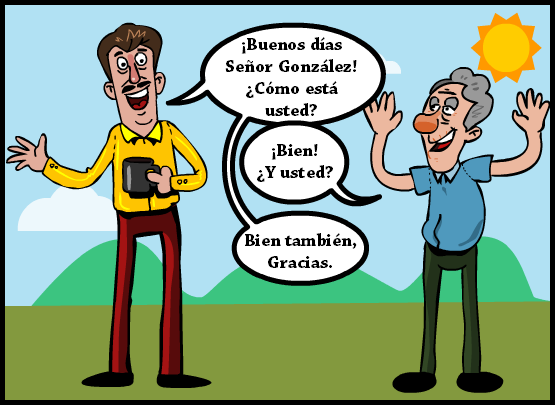 ¡Buenos días
Señor González!
¿Cómo está
usted?
¡Bien!
¿Y usted?
Bien también,
Gracias.